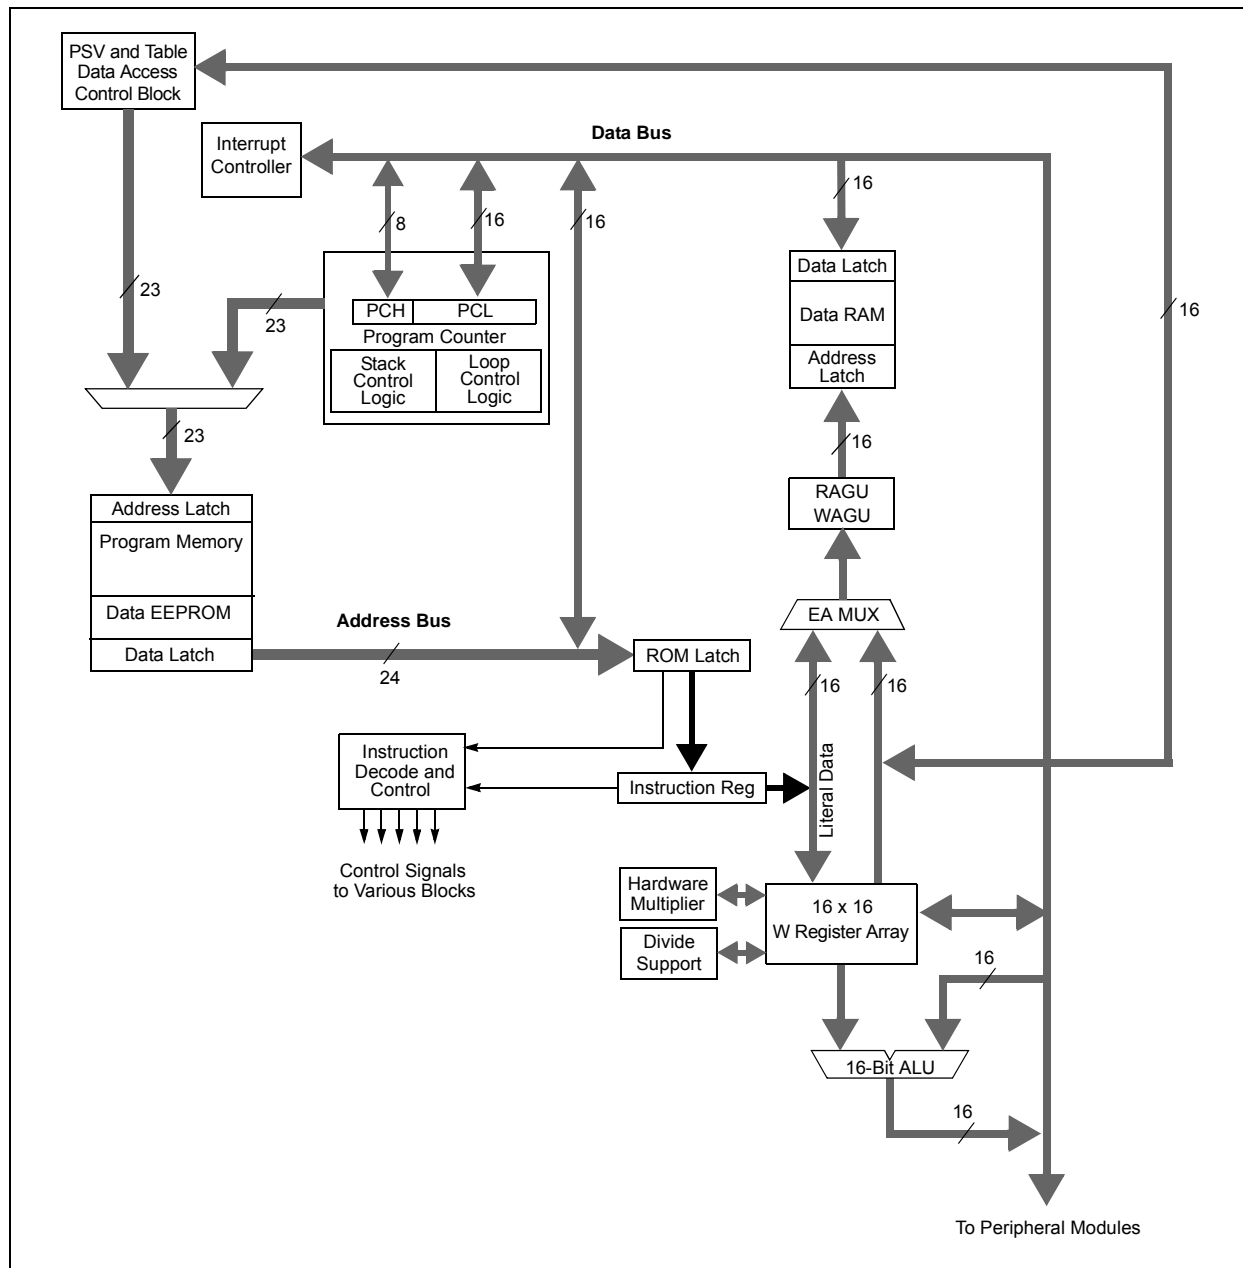 PSV and Table
Data Access
Control Block
Interrupt
Controller
Data Bus
8
16
16
16
23
23
16
PCH
PCL
Program Counter
Stack
Control
Logic
Loop
Control
Logic
Data Latch
Data RAM
Address
Latch
23
16
RAGU
WAGU
Address Latch
Program Memory
Data EEPROM
Data Latch
Address Bus
24
EA MUX
ROM Latch
16
16
Instruction
Decode and
Control
Instruction Reg
Literal Data
Control Signals
to Various Blocks
Hardware
Multiplier
16 x 16
W Register Array
Divide
Support
16
16-Bit ALU
16
To Peripheral Modules